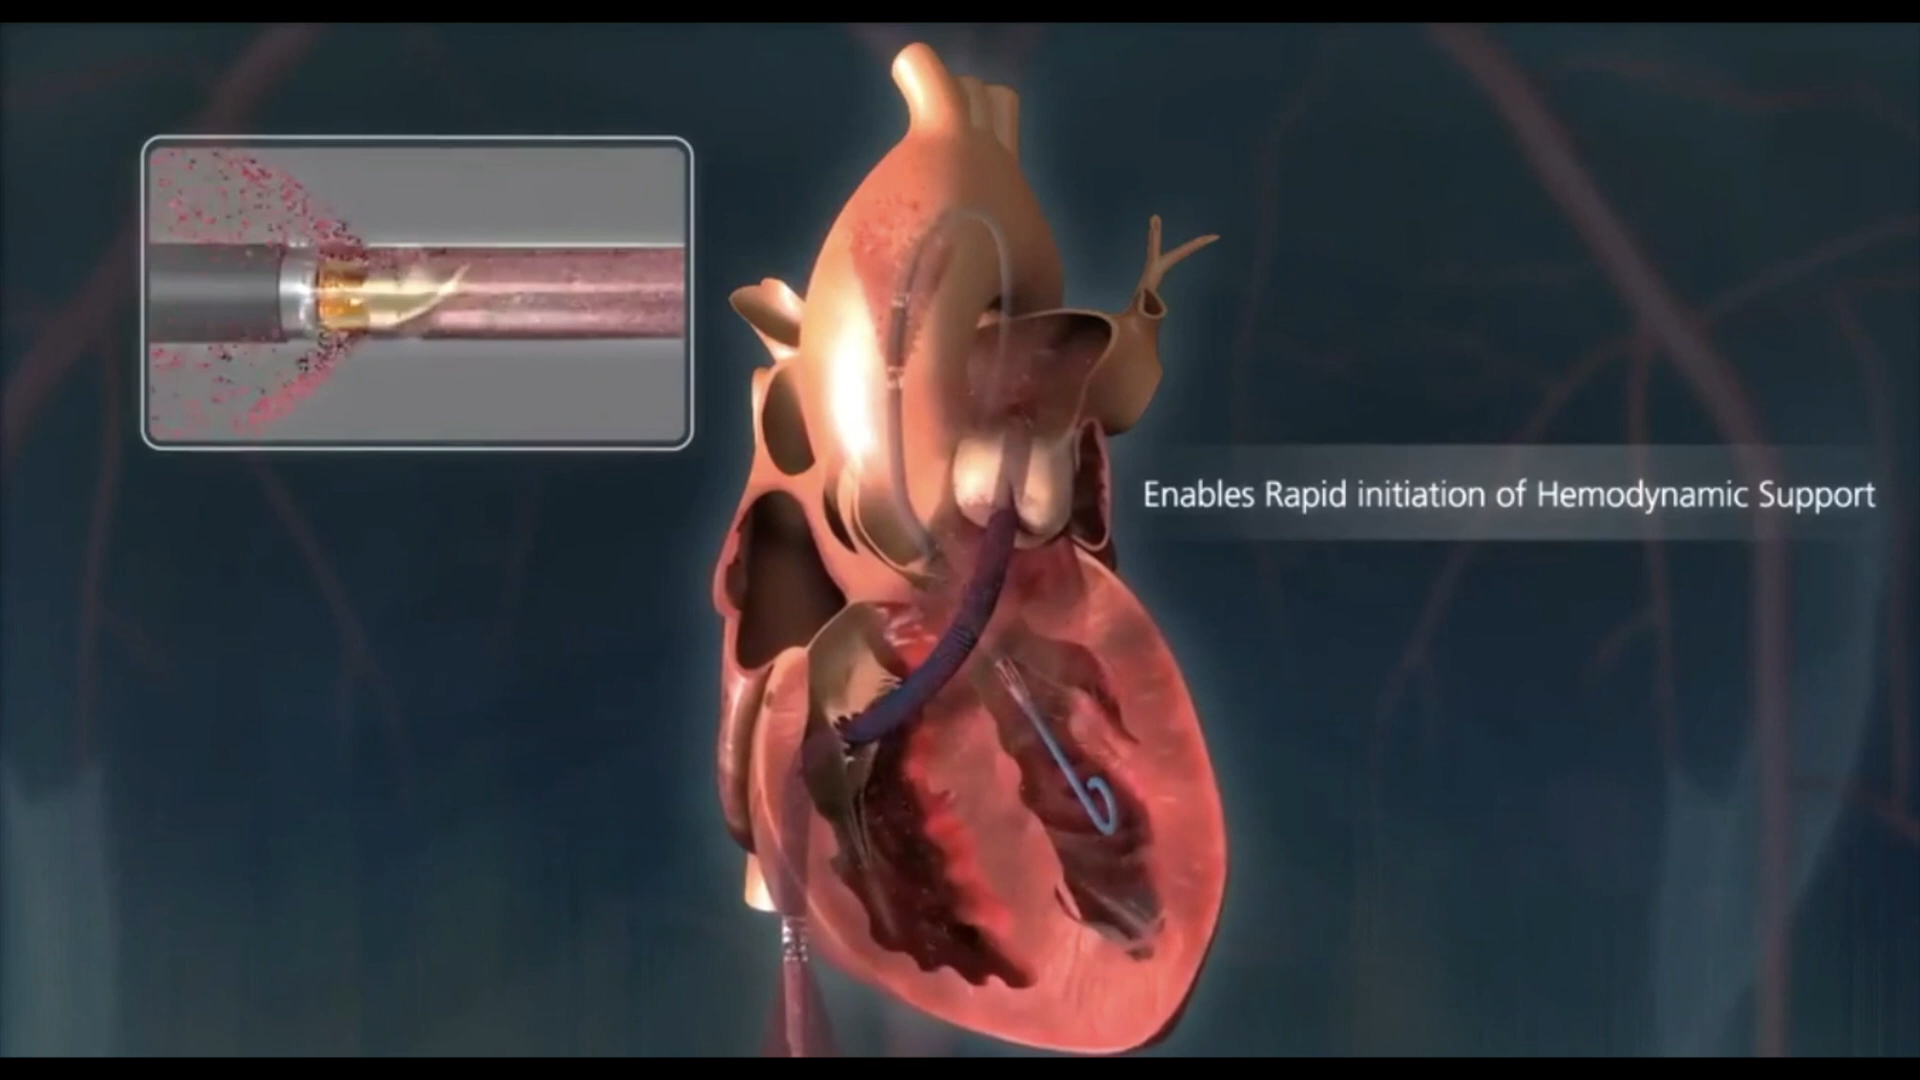 Enables Rapid initiation of Hemodynamic Support